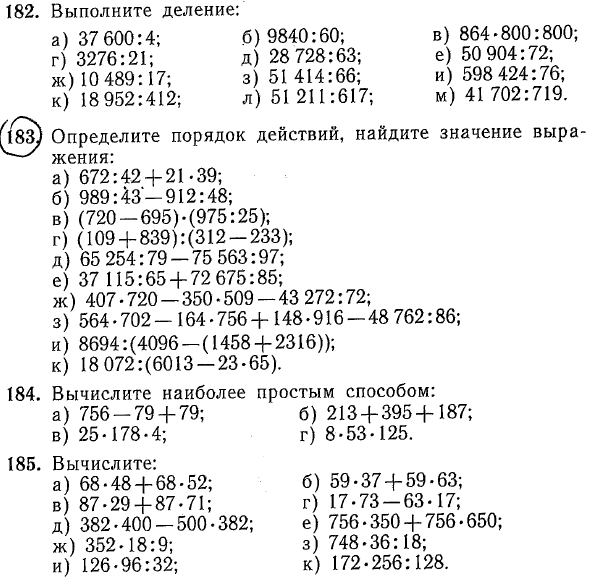 182. Выполните деление:
а) 37 600:4; б) 9840:60; в) 864·800:800;
г) 3276:21; д) 28 728:63; е) 50 904:72;
ж) 10 489:17; з) 51 414:66; и) 598 424:76;
к) 18 952:412; л) 51 211:617; м) 41 702:719.
183. Определите порядок действий, найдите значение выра-
жения:
а) 672:42+21·39;
б) 989:43−912:48;
в) (720−695)·(975:25);
г) (109+839):(312−233);
д) 65 254:79−75 563:97;
е) 37 115:65+72 675:85;
ж) 407·720−350·509−43 272:72;
з) 564·702−164·756+148·916−48 762:86;
и) 8694:(4096−(1458+2316));
к) 18 072:(6013−23·65).
184. Вычислите наиболее простым способом:
а) 756−79+79; б) 213+395+187;
в) 25·178·4; г) 8·53·125.
185. Вычислите:
а) 68·48+68·52; б) 59·37+59·63;
в) 87·29+87·71; г) 17·73−63·17;
д) 382·400−500·382; е) 756·350+756·650;
ж) 352·18:9; з) 748·36:18;
и) 126·96:32; к) 172·256:128.